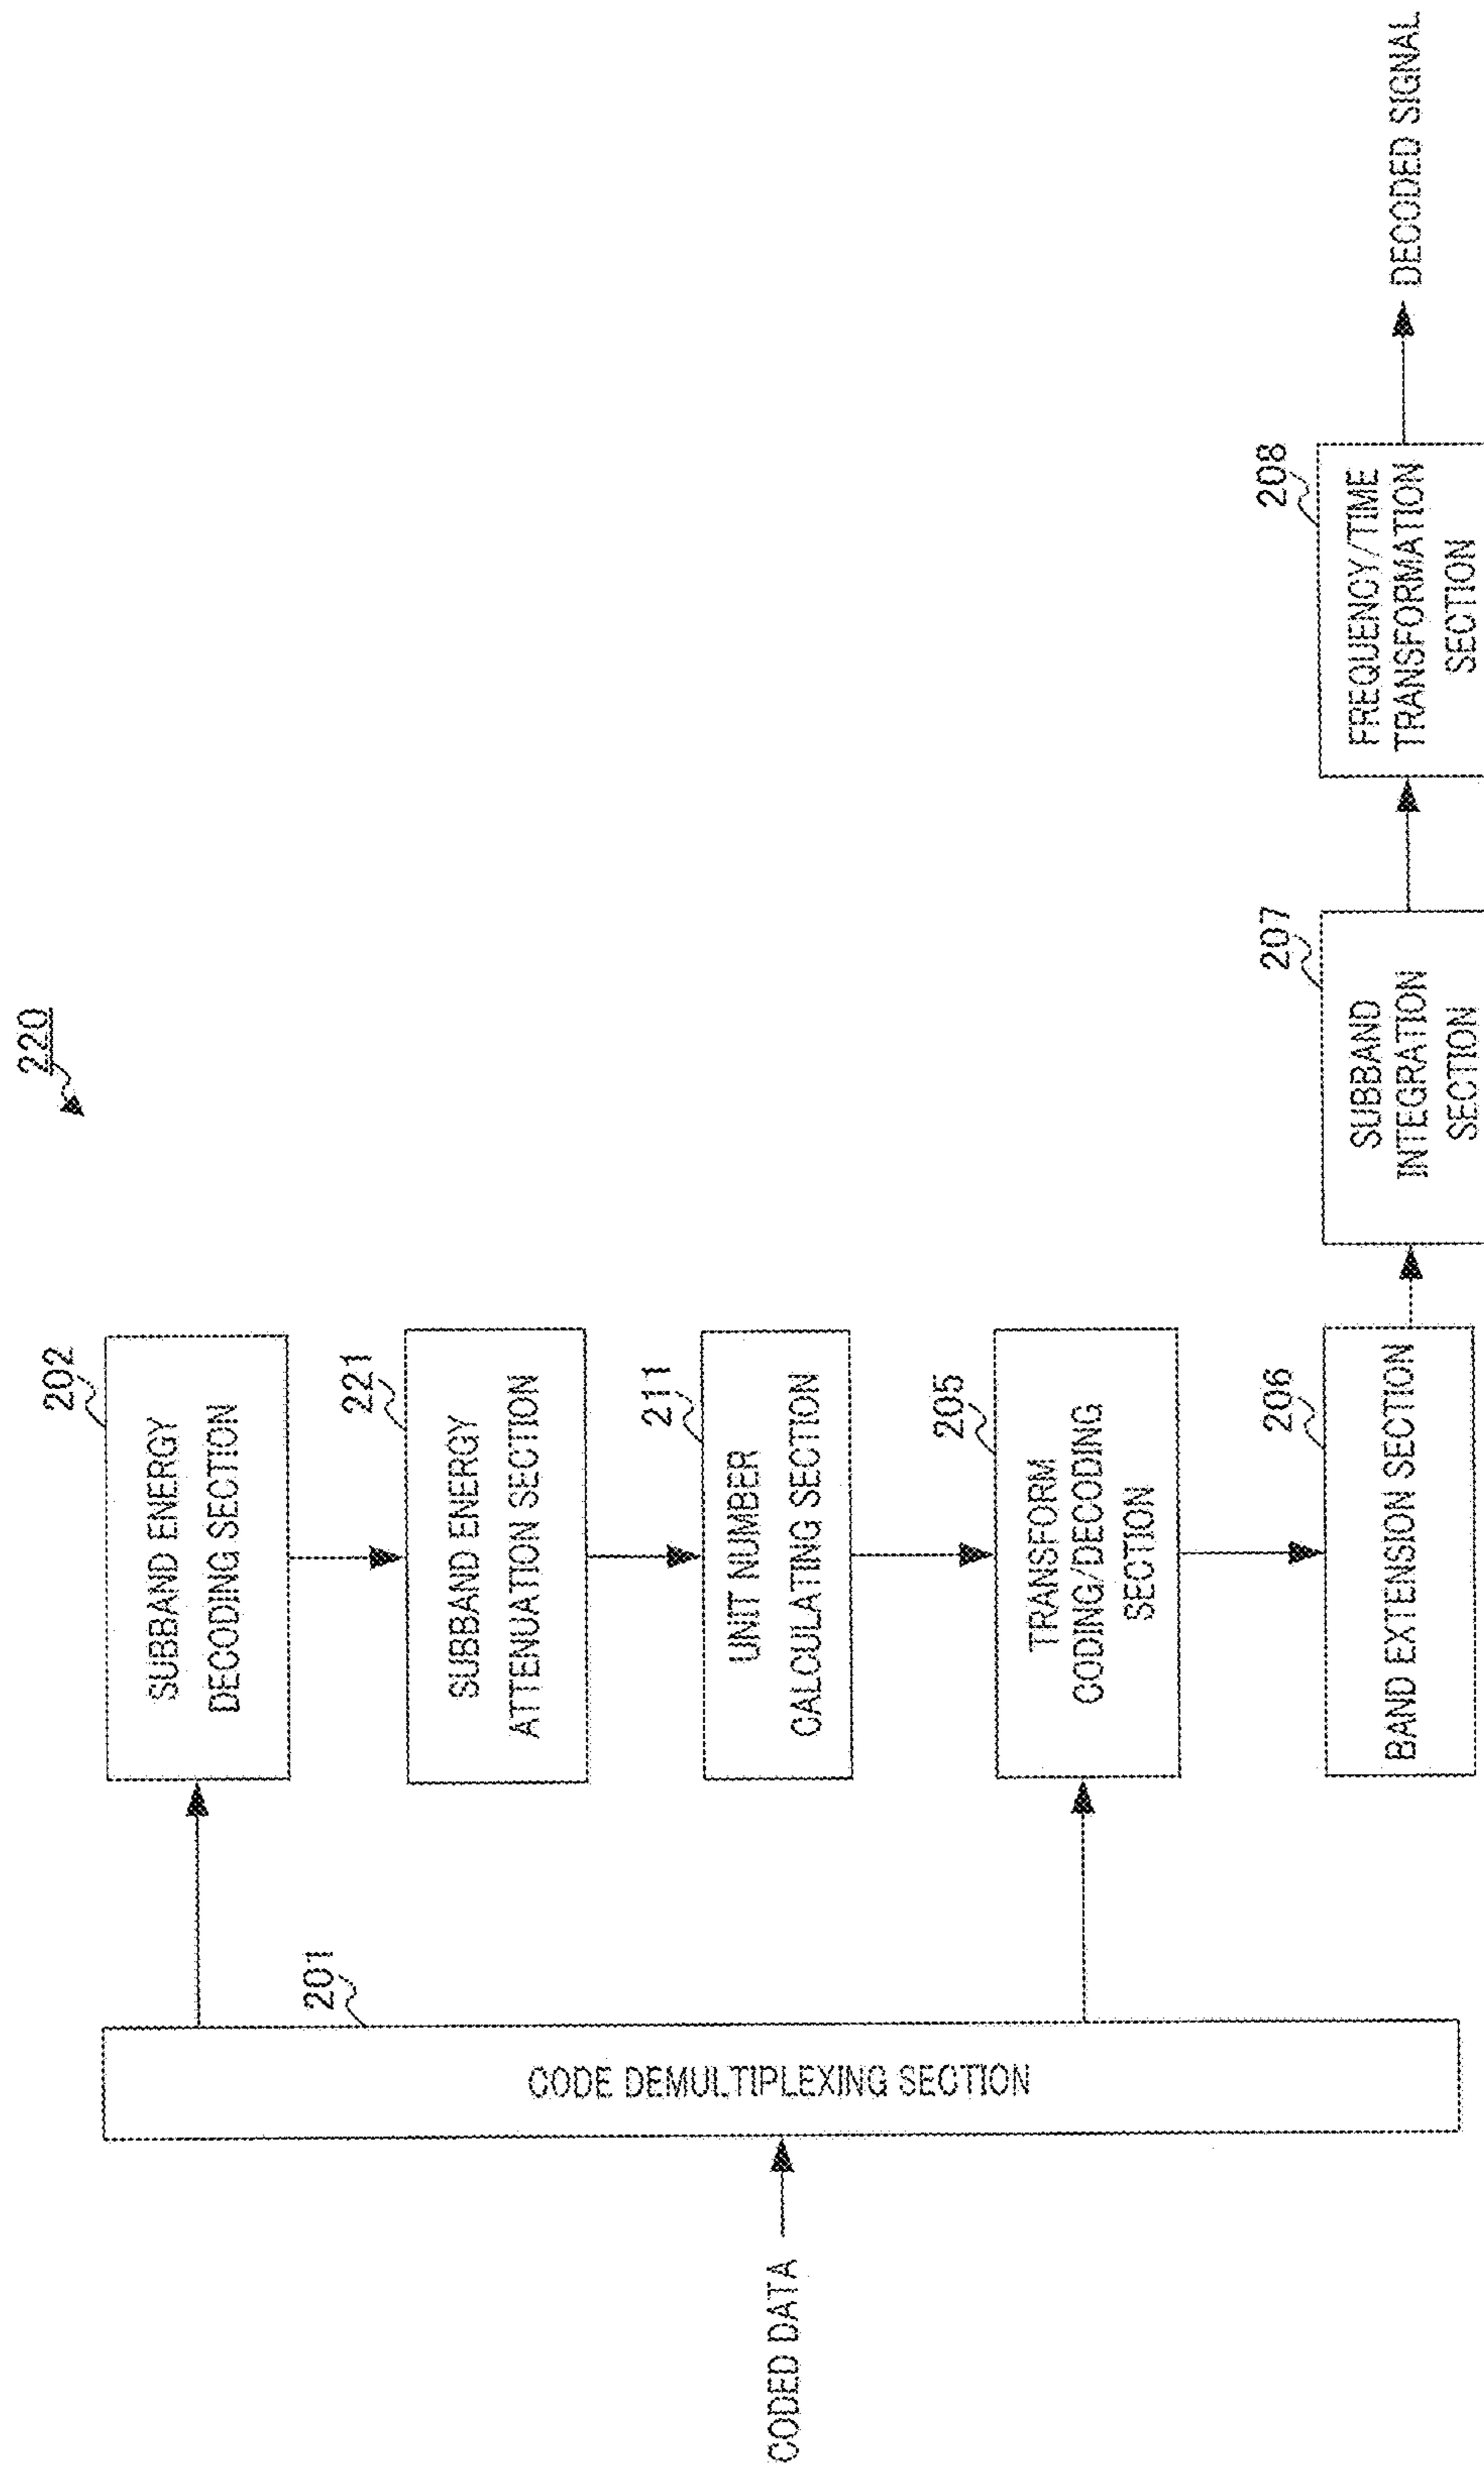 220
CODED DATA
201
CODE DEMULTIPLEXING SECTION
202
SUBBAND ENERGY
DECODING SECTION
221
SUBBAND ENERGY
ATTENUATION SECTION
211
UNIT NUMBER
CALCULATING SECTION
205
TRANSFORM
CODING/DECODING
SECTION
206
BAND EXTENSION SECTION
207
SUBBAND
INTEGRATION
SECTION
208
FREQUENCY/TIME
TRANSFORMATION
SECTION
DECODED SIGNAL